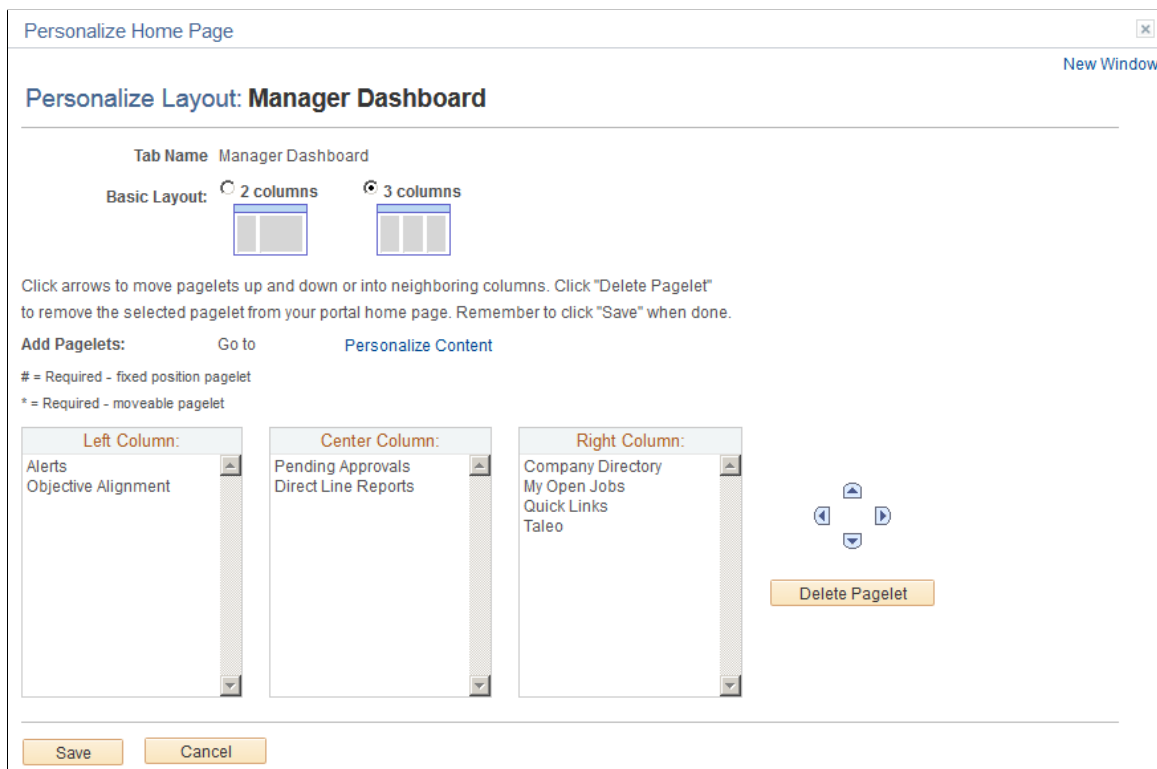 Personalize Home Page
New Window
Personalize Layout: Manager Dashboard
Tab Name Manager Dashboard
Basic Layout: 2 columns 3 columns
Click arrows to move pagelets up and down or into neighboring columns. Click "Delete Pagelet"
to remove the selected pagelet from your portal home page. Remember to click "Save" when done.
Add Pagelets: Go to Personalize Content
# = Required - fixed position pagelet
* = Required - moveable pagelet
Left Column:
Alerts
Objective Alignment
Center Column:
Pending Approvals
Direct Line Reports
Right Column:
Company Directory
My Open Jobs
Quick Links
Taleo
Delete Pagelet
Save Cancel